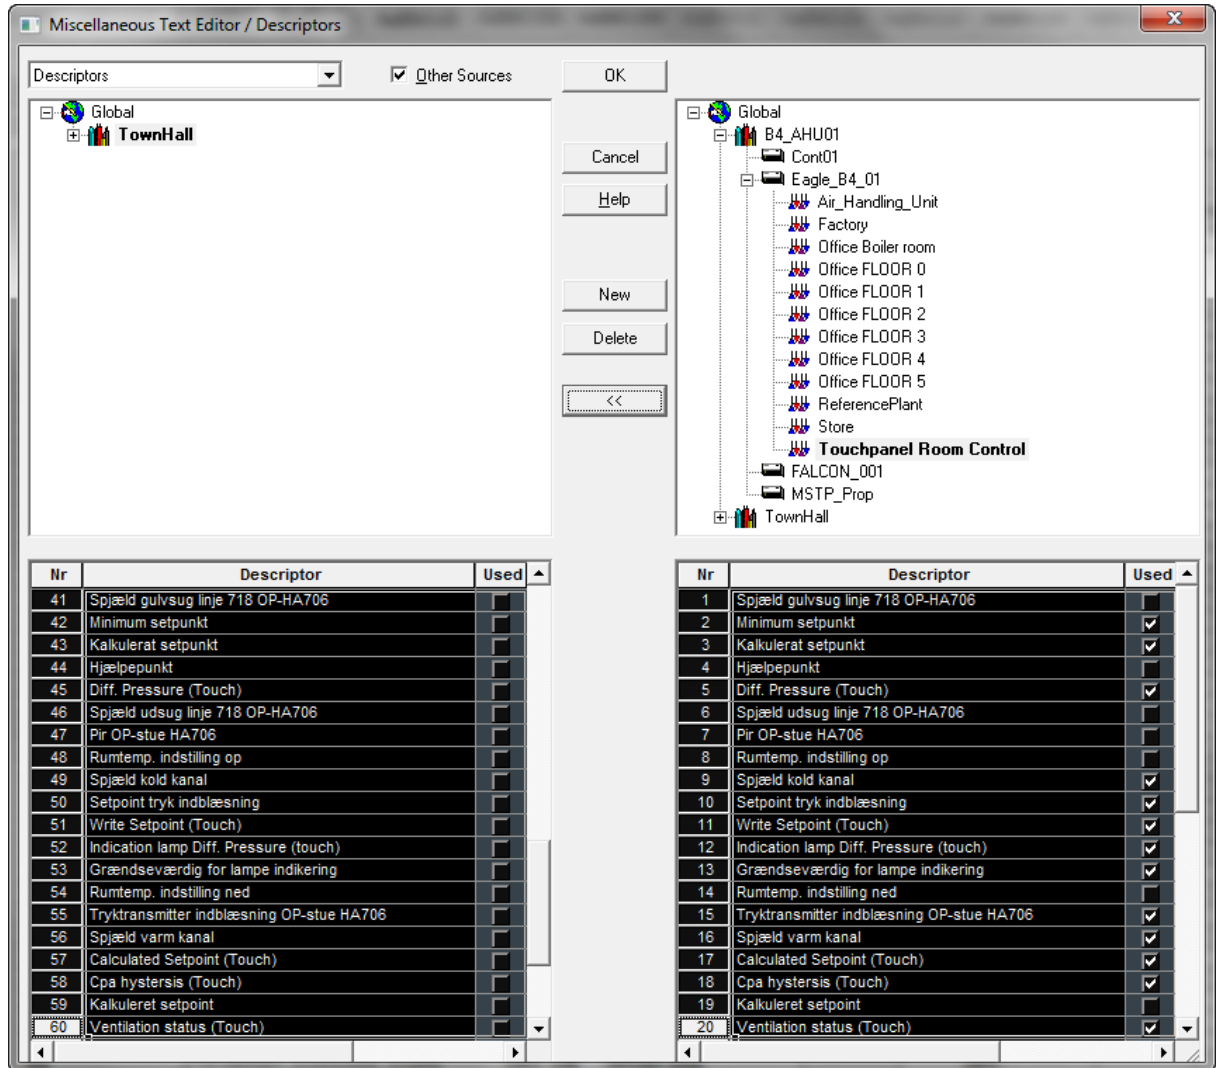 Miscellaneous Text Editor / Descriptors
Descriptors
Other Sources
OK
Global
TownHall
Cancel
Help
New
Delete
<<
Global
B4_AHU01
Cont01
Eagle_B4_01
Air_Handling_Unit
Factory
Office Boiler room
Office FLOOR 0
Office FLOOR 1
Office FLOOR 2
Office FLOOR 3
Office FLOOR 4
Office FLOOR 5
ReferencePlant
Store
Touchpanel Room Control
FALCON_001
MSTP_Prop
TownHall
Nr Descriptor Used
41 Spjæld gulvsug linje 718 OP-HA706
42 Minimum setpunkt
43 Kalkulerat setpunkt
44 Hjælpepunkt
45 Diff. Pressure (Touch)
46 Spjæld udsug linje 718 OP-HA706
47 Pir OP-stue HA706
48 Rumtemp. indstilling op
49 Spjæld kold kanal
50 Setpoint tryk indblæsning
51 Write Setpoint (Touch)
52 Indication lamp Diff. Pressure (touch)
53 Grændseværdig for lampe indikering
54 Rumtemp. indstilling ned
55 Tryktransmitter indblæsning OP-stue HA706
56 Spjæld varm kanal
57 Calculated Setpoint (Touch)
58 Cpa hystersis (Touch)
59 Kalkuleret setpoint
60 Ventilation status (Touch)
Nr Descriptor Used
1 Spjæld gulvsug linje 718 OP-HA706
2 Minimum setpunkt
3 Kalkulerat setpunkt
4 Hjælpepunkt
5 Diff. Pressure (Touch)
6 Spjæld udsug linje 718 OP-HA706
7 Pir OP-stue HA706
8 Rumtemp. indstilling op
9 Spjæld kold kanal
10 Setpoint tryk indblæsning
11 Write Setpoint (Touch)
12 Indication lamp Diff. Pressure (touch)
13 Grændseværdig for lampe indikering
14 Rumtemp. indstilling ned
15 Tryktransmitter indblæsning OP-stue HA706
16 Spjæld varm kanal
17 Calculated Setpoint (Touch)
18 Cpa hystersis (Touch)
19 Kalkuleret setpoint
20 Ventilation status (Touch)